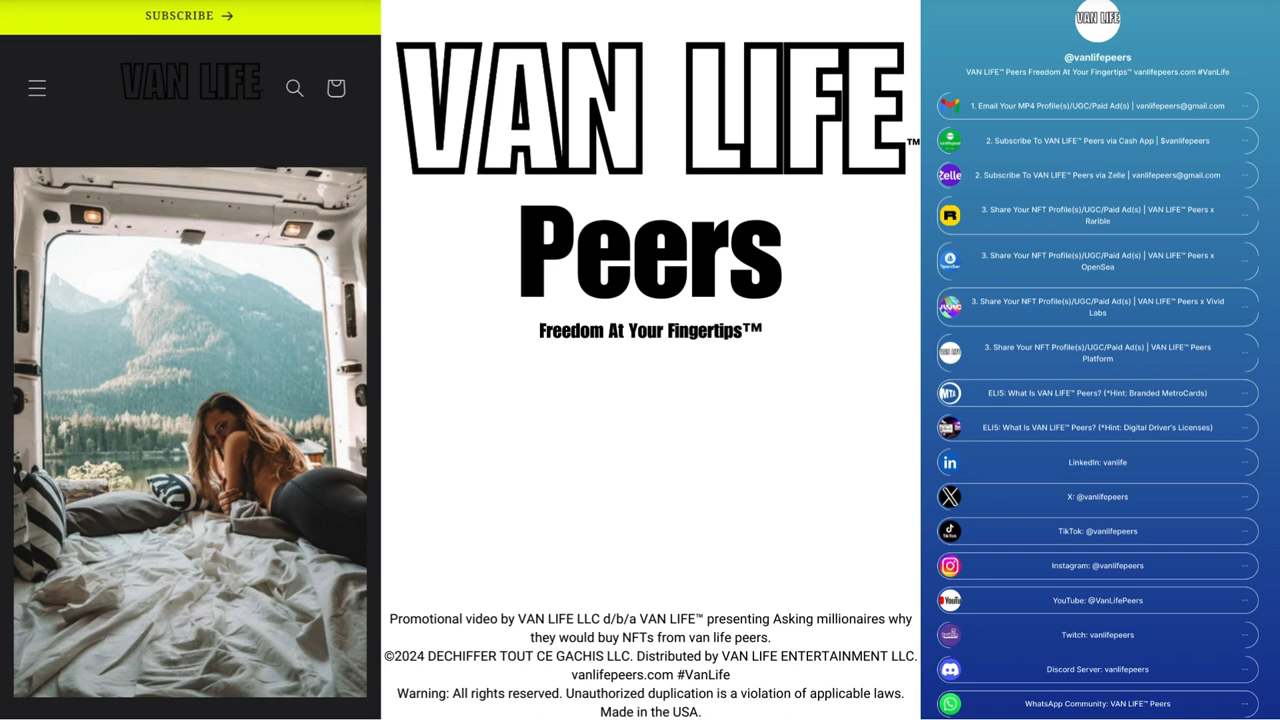 SUBSCRIBE →
VAN LIFE
VAN LIFE™
Peers
Freedom At Your Fingertips™
Promotional video by VAN LIFE LLC d/b/a VAN LIFE™ presenting Asking millionaires why
they would buy NFTs from van life peers.
©2024 DECHIFFER TOUT CE GACHIS LLC. Distributed by VAN LIFE ENTERTAINMENT LLC.
vanlifepeers.com #VanLife
Warning: All rights reserved. Unauthorized duplication is a violation of applicable laws.
Made in the USA.
VAN LIFE
@vanlifepeers
VAN LIFE™ Peers Freedom At Your Fingertips™ vanlifepeers.com #VanLife
1. Email Your MP4 Profile(s)/UGC/Paid Ad(s) | vanlifepeers@gmail.com
2. Subscribe To VAN LIFE™ Peers via Cash App | $vanlifepeers
Zelle
2. Subscribe To VAN LIFE™ Peers via Zelle | vanlifepeers@gmail.com
R
3. Share Your NFT Profile(s)/UGC/Paid Ad(s) | VAN LIFE™ Peers x
Rarible
OpenSea
3. Share Your NFT Profile(s)/UGC/Paid Ad(s) | VAN LIFE™ Peers x
OpenSea
3. Share Your NFT Profile(s)/UGC/Paid Ad(s) | VAN LIFE™ Peers x Vivid
Labs
VAN LIFE
3. Share Your NFT Profile(s)/UGC/Paid Ad(s) | VAN LIFE™ Peers
Platform
MTA
ELI5: What Is VAN LIFE™ Peers? (*Hint: Branded MetroCards)
ELI5: What Is VAN LIFE™ Peers? (*Hint: Digital Driver's Licenses)
in
LinkedIn: vanlife
X
X: @vanlifepeers
TikTok
TikTok: @vanlifepeers
Instagram: @vanlifepeers
YouTu
YouTube: @VanLifePeers
Twitch: vanlifepeers
Discord Server: vanlifepeers
WhatsApp Community: VAN LIFE™ Peers